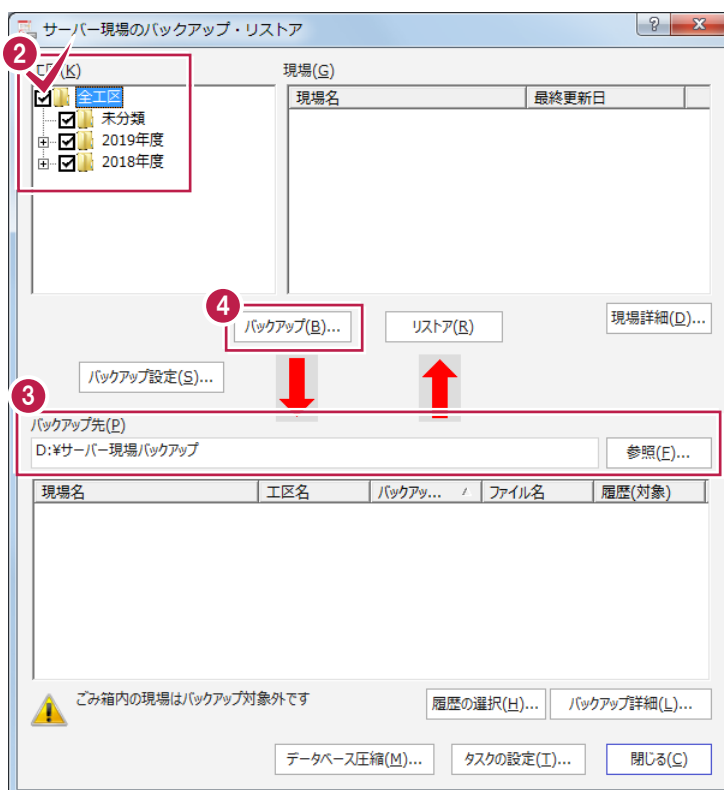 サーバー現場のバックアップ・リストア
2
(K)
現場(G)
全工区
未分類
2019年度
2018年度
現場名
最終更新日
4
バックアップ(B)...
リストア(R)
現場詳細(D)...
バックアップ設定(S)...
3
バックアップ先(P)
D:¥サーバー現場バックアップ
参照(F)...
現場名
工区名
バックアッ...
ファイル名
履歴(対象)
ごみ箱内の現場はバックアップ対象外です
履歴の選択(H)...
バックアップ詳細(L)...
データベース圧縮(M)...
タスクの設定(T)...
閉じる(C)